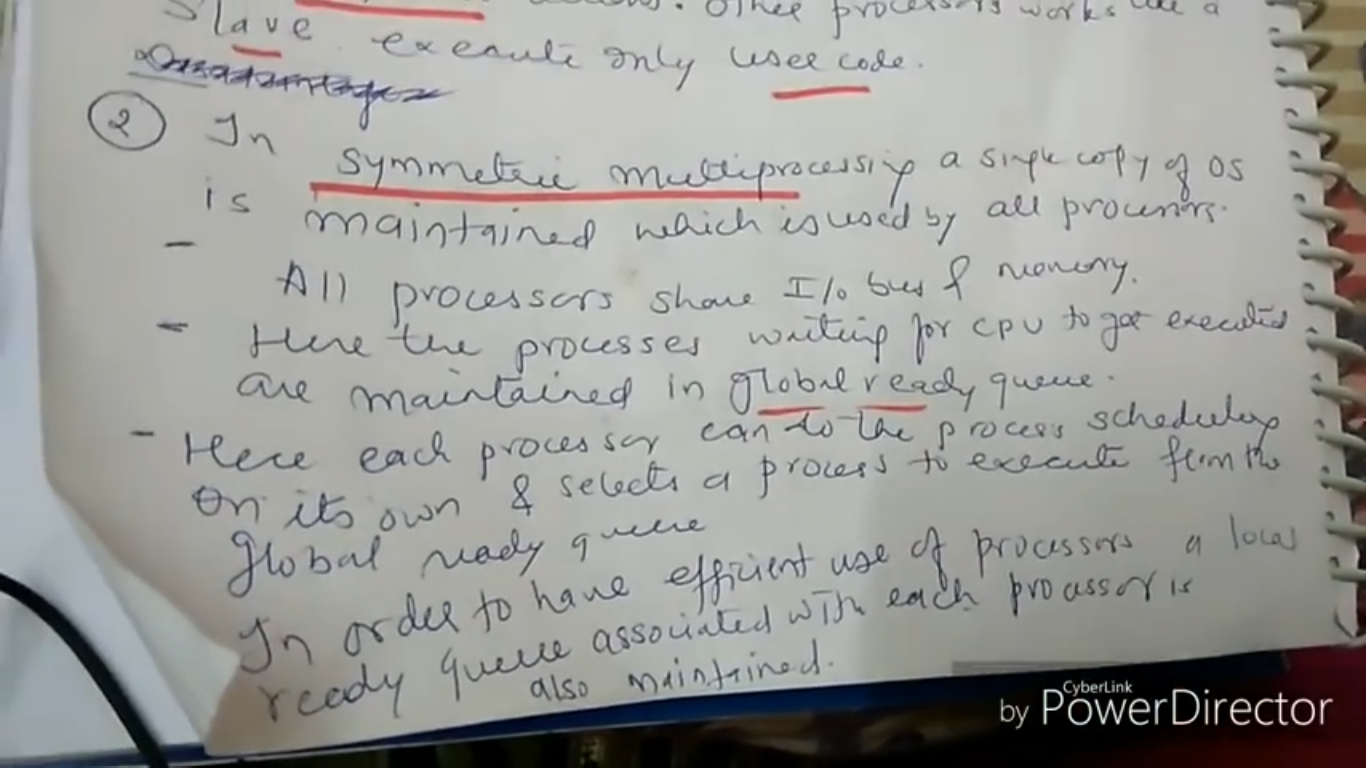 Other processors works like a
Slave execute only user code.
② In symmetric multiprocessing a single copy of OS
is maintained which is used by all processors.
- All processors share I/O bus & memory.
- Here the processes waiting for CPU to get executed
are maintained in global ready queue.
- Here each processor can do the process scheduling
on its own & selects a process to execute from the
global ready queue
In order to have efficient use of processors a local
ready queue associated with each processor is
also maintained.
CyberLink
by PowerDirector